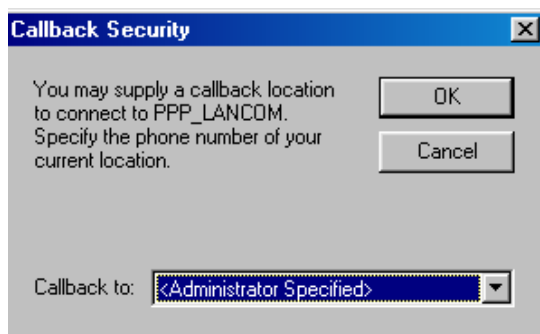 Callback Security
You may supply a callback location
to connect to PPP_LANCOM.
Specify the phone number of your
current location.
OK
Cancel
Callback to: <Administrator Specified>